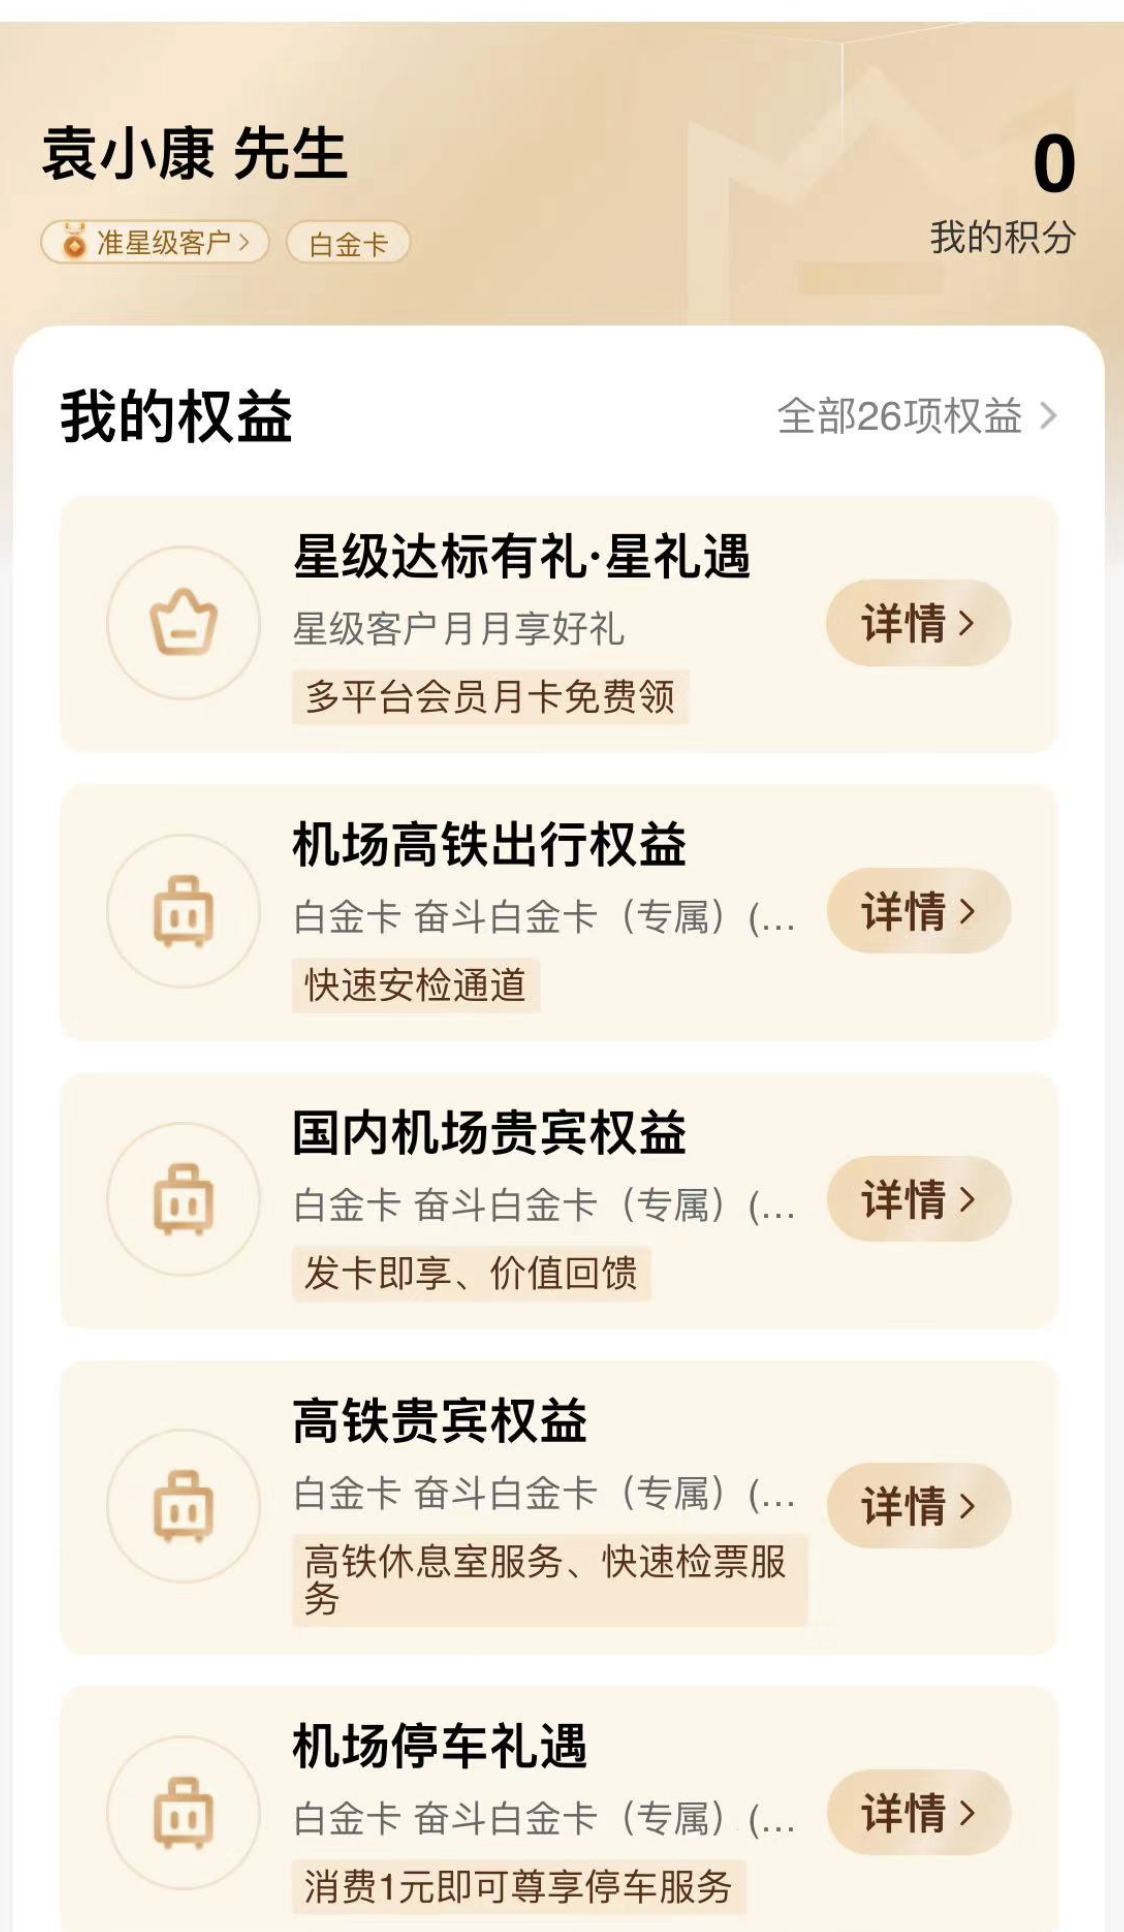 袁小康 先生
0
准星级客户
白金卡
我的积分
我的权益
全部26项权益
星级达标有礼·星礼遇
星级客户月月享好礼
多平台会员月卡免费领
详情
机场高铁出行权益
白金卡 奋斗白金卡（专属）(...
快速安检通道
详情
国内机场贵宾权益
白金卡 奋斗白金卡（专属）(...
发卡即享、价值回馈
详情
高铁贵宾权益
白金卡 奋斗白金卡（专属）(...
高铁休息室服务、快速检票服
务
详情
机场停车礼遇
白金卡 奋斗白金卡（专属）(...
消费1元即可尊享停车服务
详情